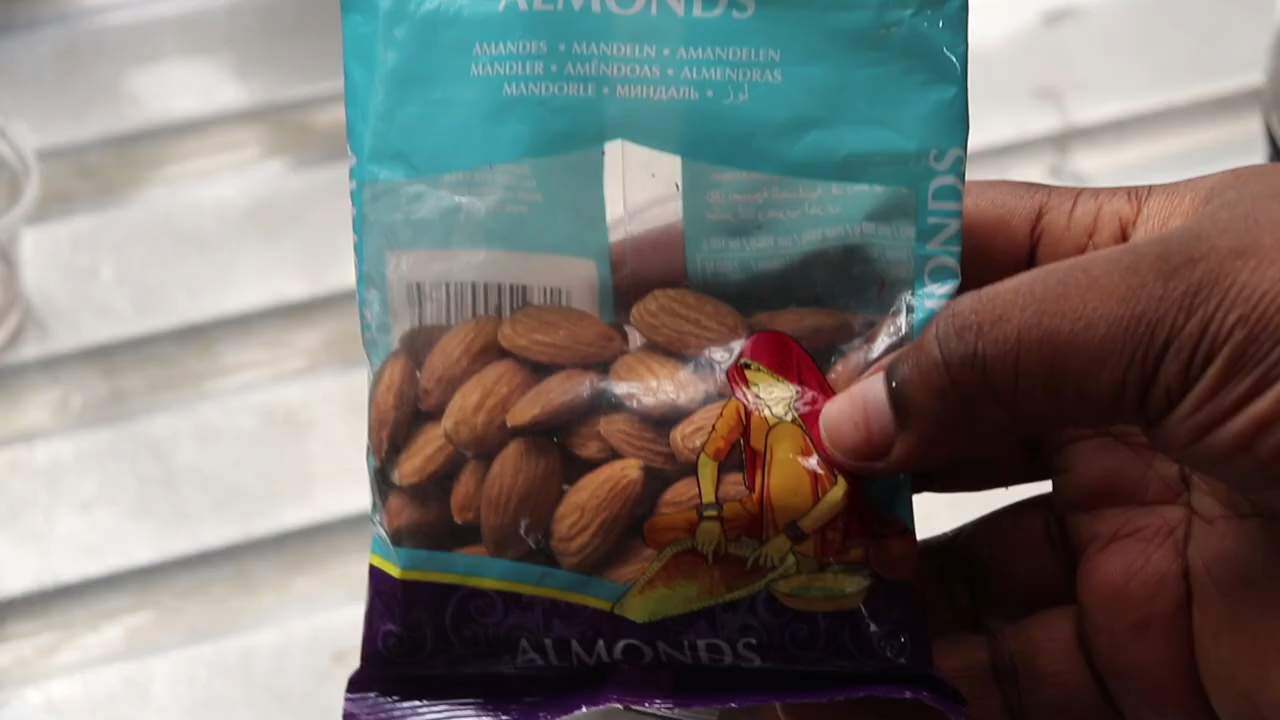 ALMONDS
AMANDES • MANDELN • AMANDELEN
MANDLER • AMÊNDOAS • ALMENDRAS
MANDORLE • МИНДАЛЬ • لوز
ONDS
ALMONDS